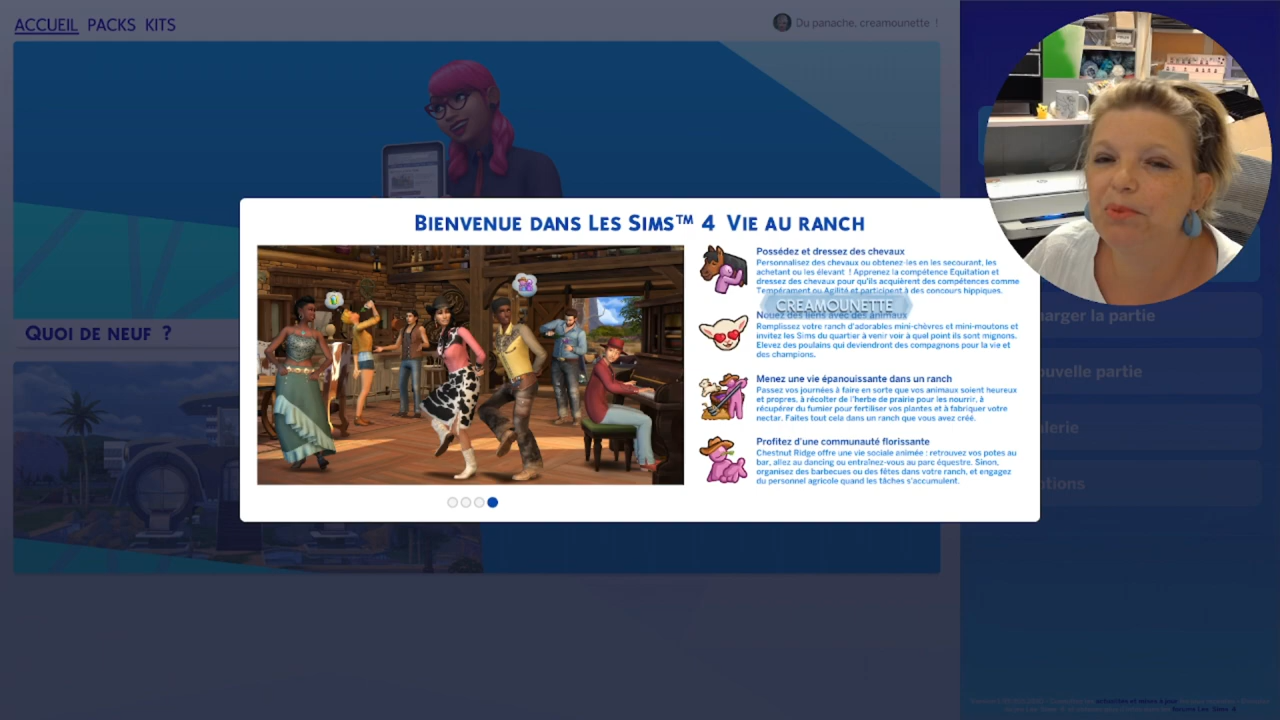 ACCUEIL PACKS KITS
Du panache, creamounette !
BIENVENUE DANS LES SIMS™ 4 VIE AU RANCH
Possédez et dressez des chevaux
Personnalisez des chevaux ou obtenez-les en les secourant, les
achetant ou les élevant ! Apprenez la compétence Equitation et
dressez des chevaux pour qu'ils acquièrent des compétences comme
Tempérament ou Agilité et participent à des concours hippiques.
CREAMOUNETTE
Nouez des liens avec des animaux
Remplissez votre ranch d'adorables mini-chèvres et mini-moutons et
invitez les Sims du quartier à venir voir à quel point ils sont mignons.
Elevez des poulains qui deviendront des compagnons pour la vie et
des champions.
Menez une vie épanouissante dans un ranch
Passez vos journées à faire en sorte que vos animaux soient heureux
et propres, à récolter de l'herbe de prairie pour les nourrir, à
récupérer du fumier pour fertiliser vos plantes et à fabriquer votre
nectar. Faites tout cela dans un ranch que vous avez créé.
Profitez d'une communauté florissante
Chestnut Ridge offre une vie sociale animée : retrouvez vos potes au
bar, allez au dancing ou entraînez-vous au parc équestre. Sinon,
organisez des barbecues ou des fêtes dans votre ranch, et engagez
du personnel agricole quand les tâches s'accumulent.
QUOI DE NEUF ?
arger la partie
ouvelle partie
lerie
tions